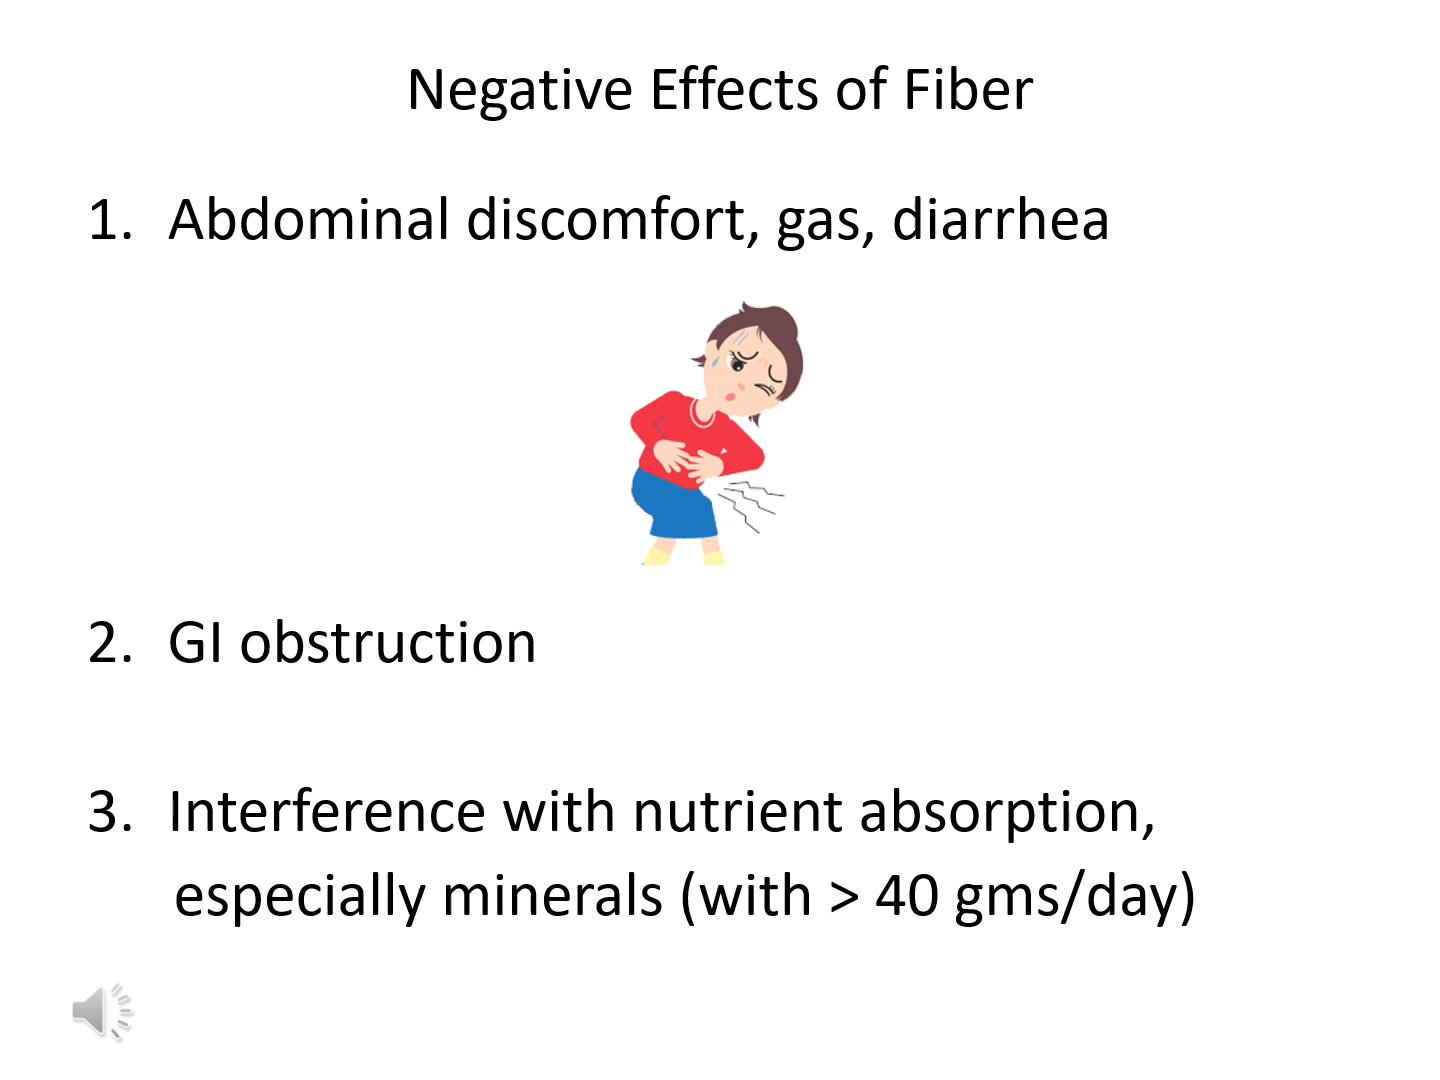 Negative Effects of Fiber
1. Abdominal discomfort, gas, diarrhea
2. GI obstruction
3. Interference with nutrient absorption,
especially minerals (with > 40 gms/day)